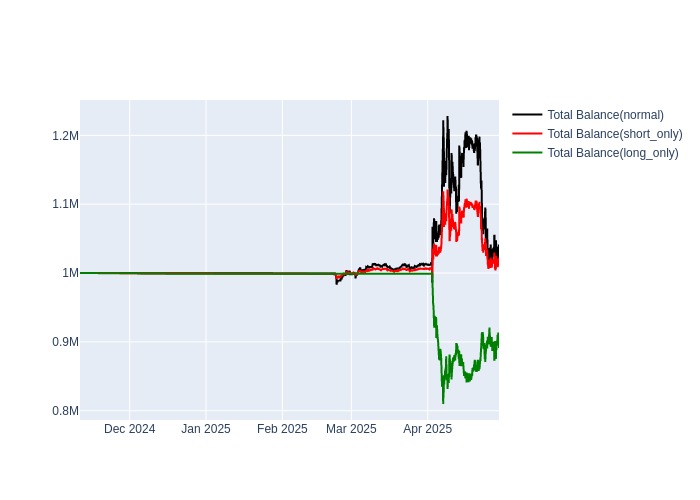 Total Balance(normal)
Total Balance(short_only)
Total Balance(long_only)
1.2M
1.1M
1M
0.9M
0.8M
Dec 2024 Jan 2025 Feb 2025 Mar 2025 Apr 2025